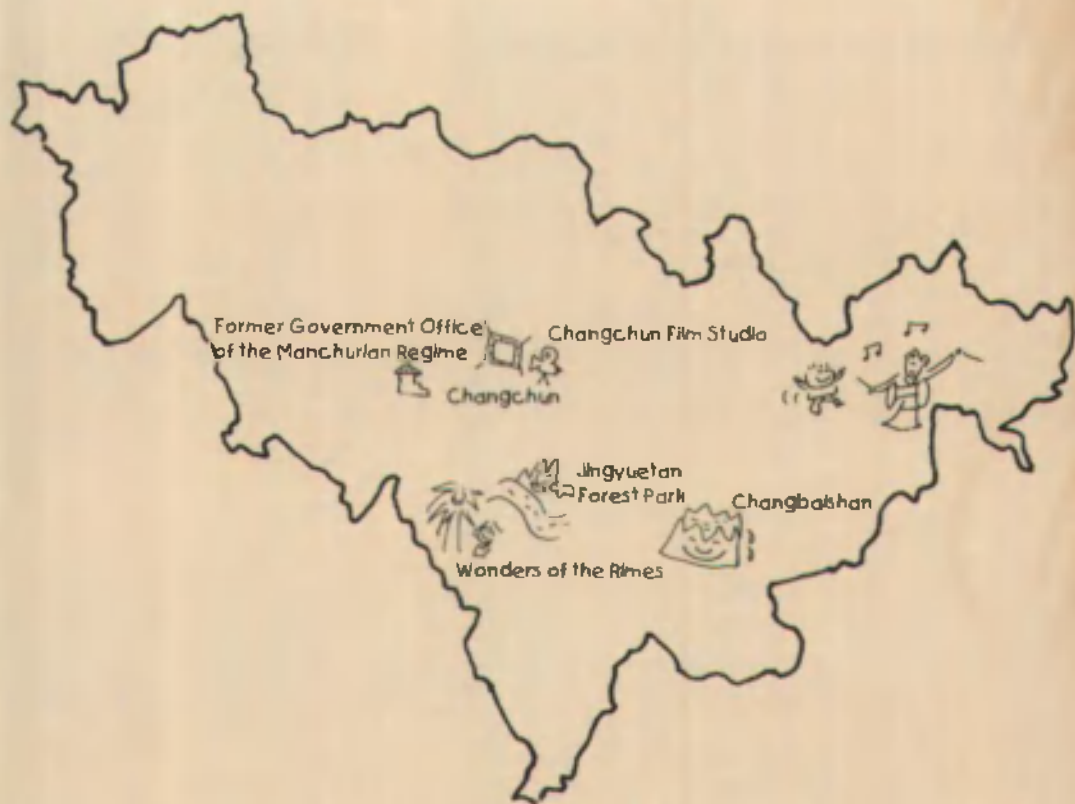 Former Government Office
of the Manchurian Regime
Changchun Film Studio
Changchun
Jingyuetan
Forest Park
Changbaishan
Wonders of the Rimes